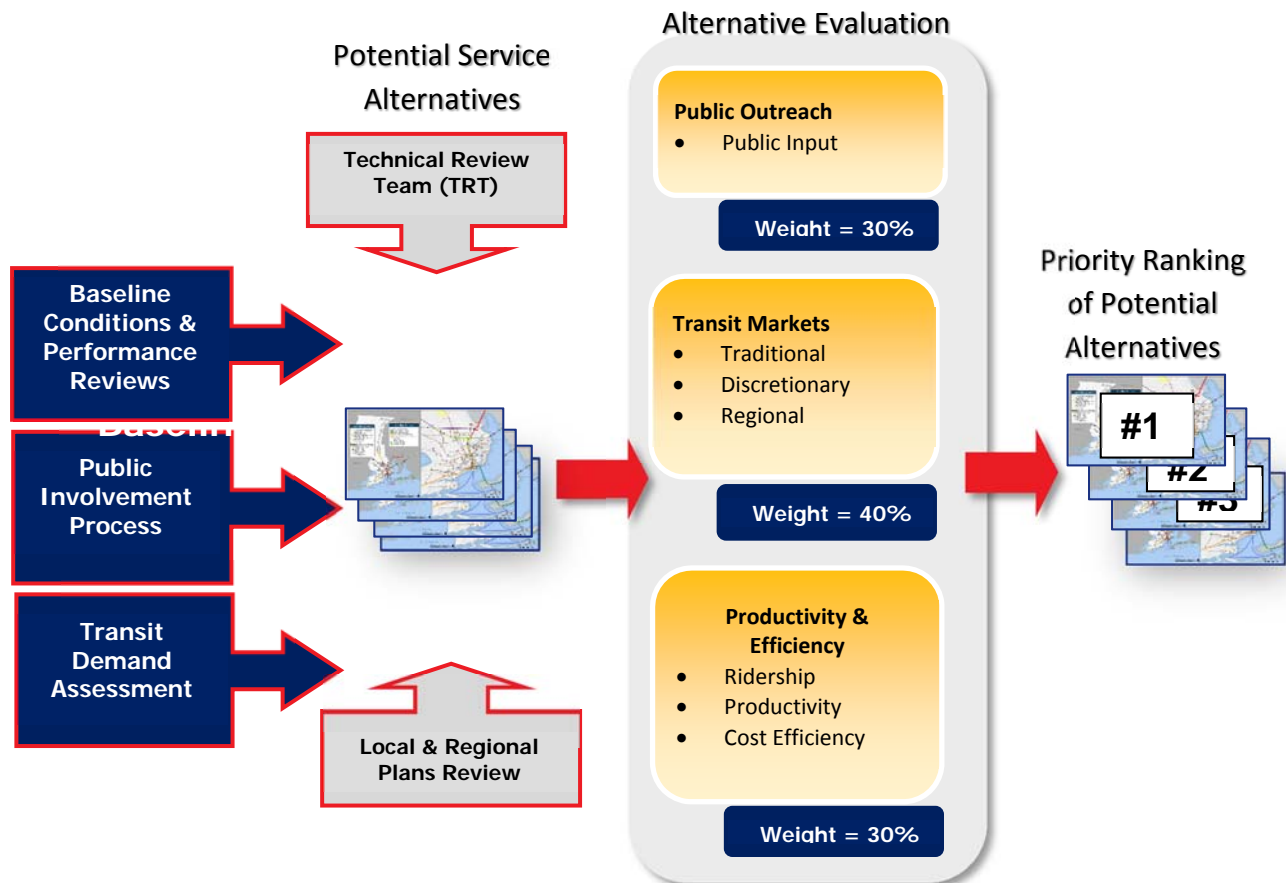 Potential Service
Alternatives
Technical Review
Team (TRT)
Baseline
Conditions &
Performance
Reviews
Public
Involvement
Process
Transit
Demand
Assessment
Local & Regional
Plans Review
Alternative Evaluation
Public Outreach
• Public Input
Weight = 30%
Transit Markets
• Traditional
• Discretionary
• Regional
Weight = 40%
Productivity &
Efficiency
• Ridership
• Productivity
• Cost Efficiency
Weight = 30%
Priority Ranking
of Potential
Alternatives
#1
#2
#3